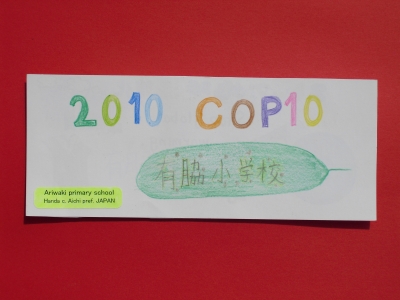 2010 COP10
有脇小学校
Ariwaki primary school
Handa c. Aichi pref. JAPAN